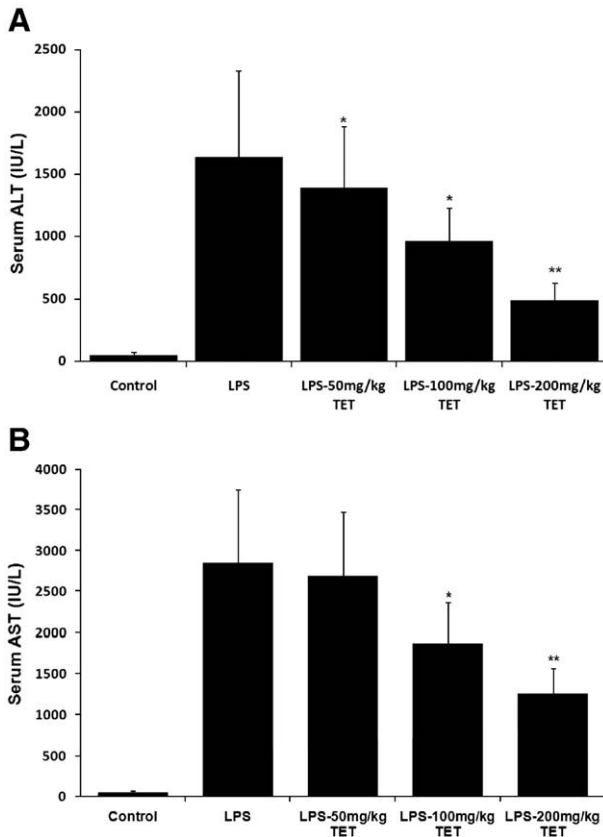 A
2500
2000
1500
1000
500
0
Serum ALT (IU/L)
*
*
**
Control
LPS
LPS-50mg/kg
TET
LPS-100mg/kg
TET
LPS-200mg/kg
TET
B
4000
3500
3000
2500
2000
1500
1000
500
0
Serum AST (IU/L)
*
**
Control
LPS
LPS-50mg/kg
TET
LPS-100mg/kg
TET
LPS-200mg/kg
TET